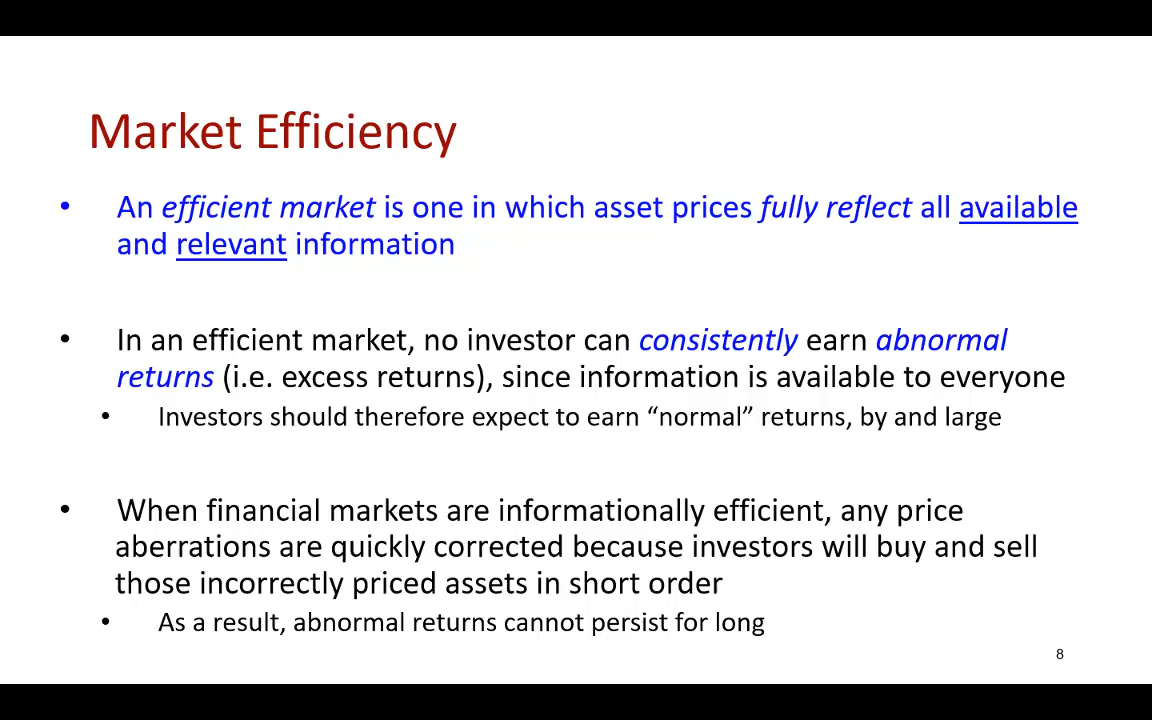 Market Efficiency
• An efficient market is one in which asset prices fully reflect all available
and relevant information
• In an efficient market, no investor can consistently earn abnormal
returns (i.e. excess returns), since information is available to everyone
• Investors should therefore expect to earn “normal” returns, by and large
• When financial markets are informationally efficient, any price
aberrations are quickly corrected because investors will buy and sell
those incorrectly priced assets in short order
• As a result, abnormal returns cannot persist for long
8